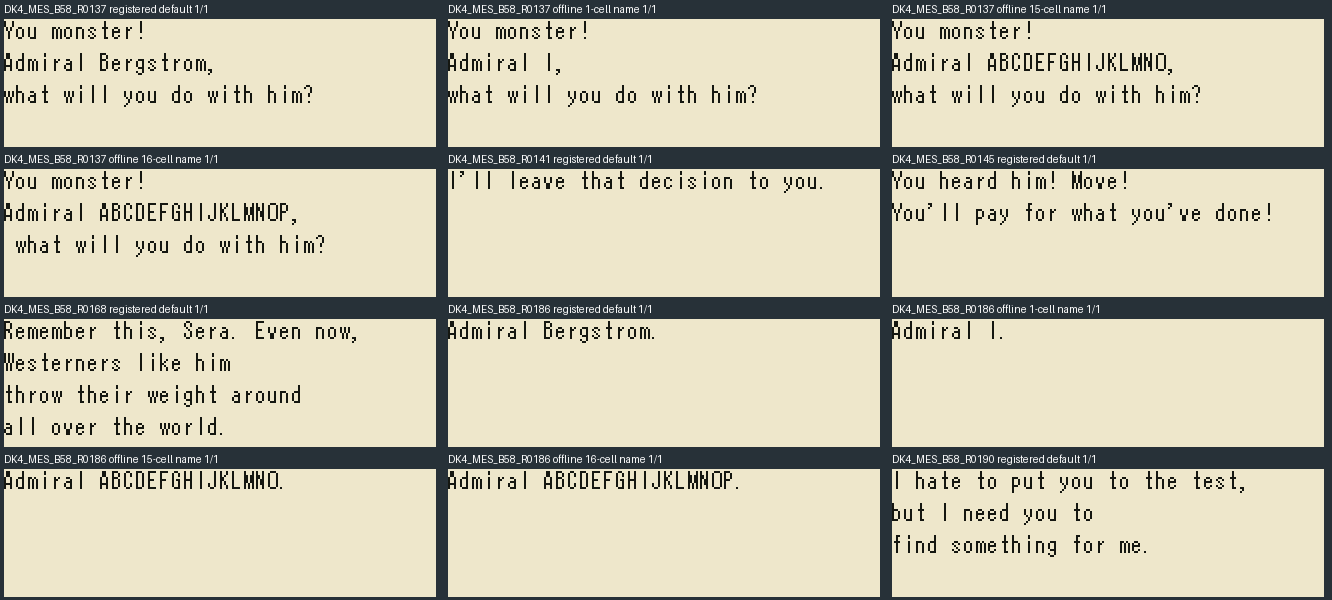 DK4_MES_B58_R0137 registered default 1/1
You monster!
Admiral Bergstrom,
what will you do with him?
DK4_MES_B58_R0137 offline 1-cell name 1/1
You monster!
Admiral I,
what will you do with him?
DK4_MES_B58_R0137 offline 15-cell name 1/1
You monster!
Admiral ABCDEFGHIJKLMNO,
what will you do with him?
DK4_MES_B58_R0137 offline 16-cell name 1/1
You monster!
Admiral ABCDEFGHIJKLMNOP,
what will you do with him?
DK4_MES_B58_R0141 registered default 1/1
I'll leave that decision to you.
DK4_MES_B58_R0145 registered default 1/1
You heard him! Move!
You'll pay for what you've done!
DK4_MES_B58_R0168 registered default 1/1
Remember this, Sera. Even now,
Westerners like him
throw their weight around
all over the world.
DK4_MES_B58_R0186 registered default 1/1
Admiral Bergstrom.
DK4_MES_B58_R0186 offline 1-cell name 1/1
Admiral I.
DK4_MES_B58_R0186 offline 15-cell name 1/1
Admiral ABCDEFGHIJKLMNO.
DK4_MES_B58_R0186 offline 16-cell name 1/1
Admiral ABCDEFGHIJKLMNOP.
DK4_MES_B58_R0190 registered default 1/1
I hate to put you to the test,
but I need you to
find something for me.